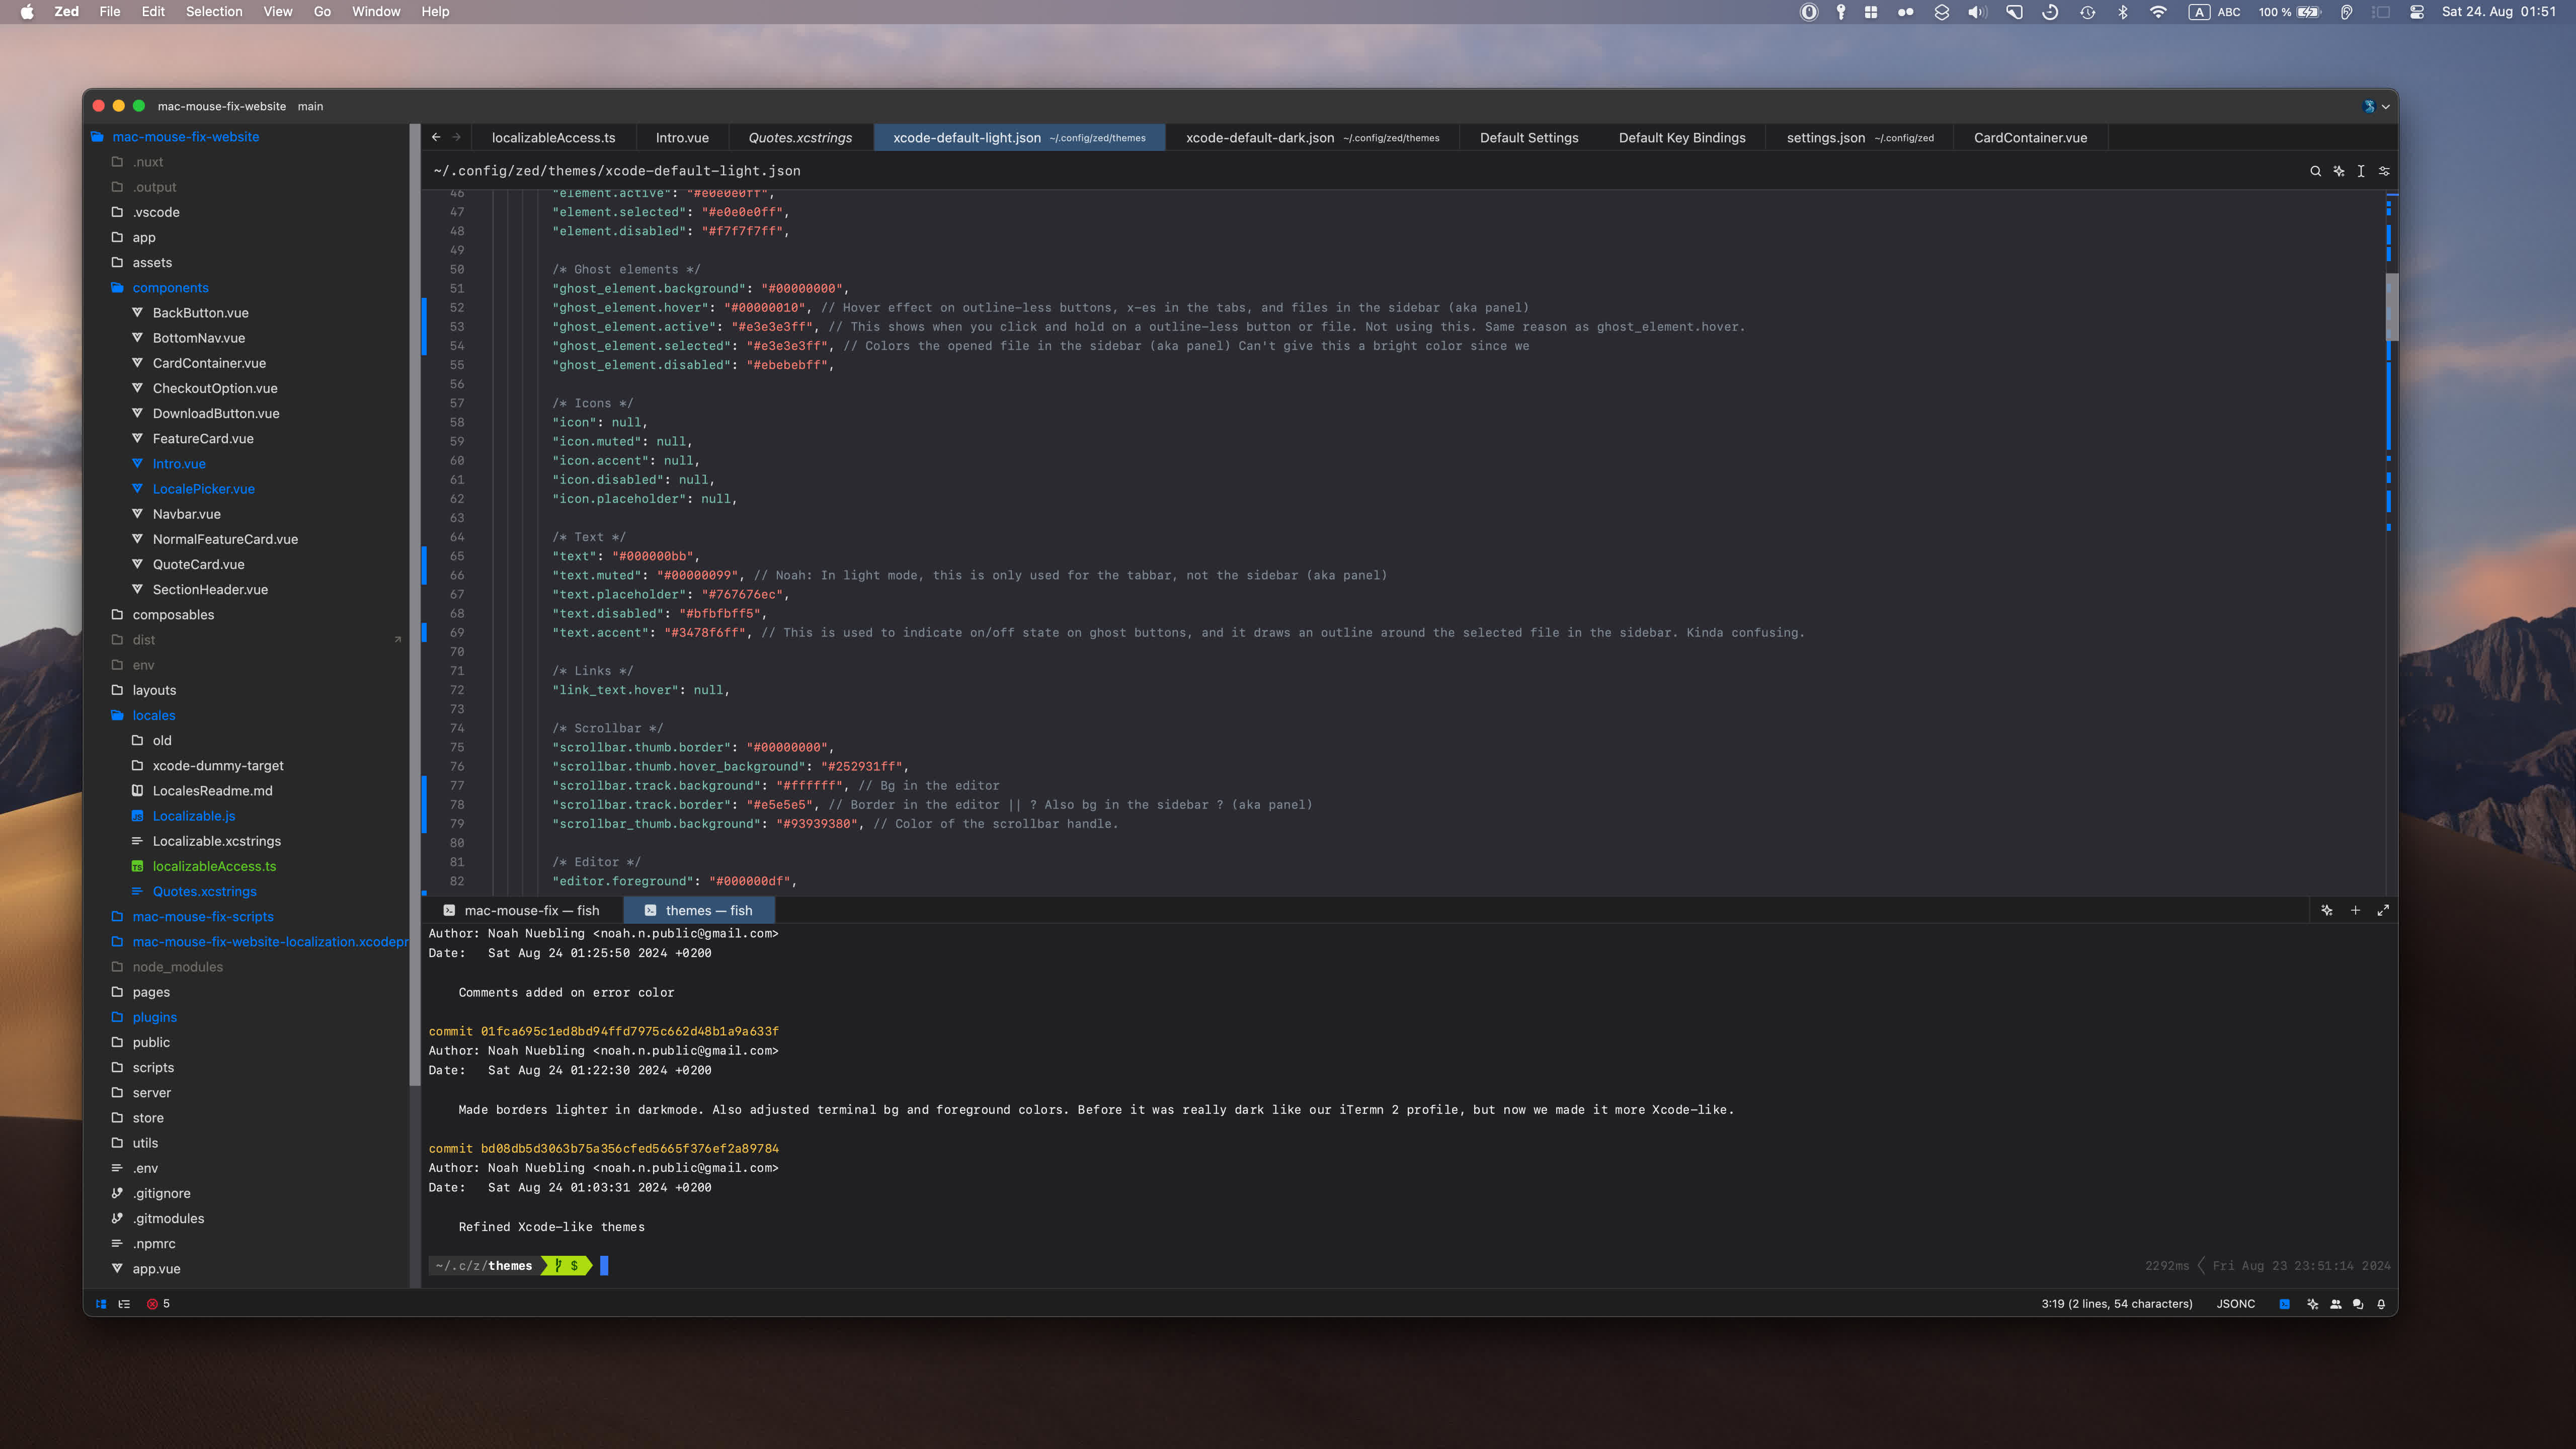 Zed File Edit Selection View Go Window Help
A ABC 100 % Sat 24. Aug 01:51
mac-mouse-fix-website main
mac-mouse-fix-website
.nuxt
.output
.vscode
app
assets
components
BackButton.vue
BottomNav.vue
CardContainer.vue
CheckoutOption.vue
DownloadButton.vue
FeatureCard.vue
Intro.vue
LocalePicker.vue
Navbar.vue
NormalFeatureCard.vue
QuoteCard.vue
SectionHeader.vue
composables
dist
env
layouts
locales
old
xcode-dummy-target
LocalesReadme.md
JS Localizable.js
Localizable.xcstrings
TS localizableAccess.ts
Quotes.xcstrings
mac-mouse-fix-scripts
mac-mouse-fix-website-localization.xcodepr
node_modules
pages
plugins
public
scripts
server
store
utils
.env
.gitignore
.gitmodules
.npmrc
app.vue
localizableAccess.ts Intro.vue Quotes.xcstrings xcode-default-light.json ~/.config/zed/themes xcode-default-dark.json ~/.config/zed/themes Default Settings Default Key Bindings settings.json ~/.config/zed CardContainer.vue
~/.config/zed/themes/xcode-default-light.json
46 "element.active": "#e0e0e0ff",
47 "element.selected": "#e0e0e0ff",
48 "element.disabled": "#f7f7f7ff",
49
50 /* Ghost elements */
51 "ghost_element.background": "#00000000",
52 "ghost_element.hover": "#00000010", // Hover effect on outline-less buttons, x-es in the tabs, and files in the sidebar (aka panel)
53 "ghost_element.active": "#e3e3e3ff", // This shows when you click and hold on a outline-less button or file. Not using this. Same reason as ghost_element.hover.
54 "ghost_element.selected": "#e3e3e3ff", // Colors the opened file in the sidebar (aka panel) Can't give this a bright color since we
55 "ghost_element.disabled": "#ebebebff",
56
57 /* Icons */
58 "icon": null,
59 "icon.muted": null,
60 "icon.accent": null,
61 "icon.disabled": null,
62 "icon.placeholder": null,
63
64 /* Text */
65 "text": "#000000bb",
66 "text.muted": "#00000099", // Noah: In light mode, this is only used for the tabbar, not the sidebar (aka panel)
67 "text.placeholder": "#767676ec",
68 "text.disabled": "#bfbfbff5",
69 "text.accent": "#3478f6ff", // This is used to indicate on/off state on ghost buttons, and it draws an outline around the selected file in the sidebar. Kinda confusing.
70
71 /* Links */
72 "link_text.hover": null,
73
74 /* Scrollbar */
75 "scrollbar.thumb.border": "#00000000",
76 "scrollbar.thumb.hover_background": "#252931ff",
77 "scrollbar.track.background": "#ffffff", // Bg in the editor
78 "scrollbar.track.border": "#e5e5e5", // Border in the editor || ? Also bg in the sidebar ? (aka panel)
79 "scrollbar_thumb.background": "#93939380", // Color of the scrollbar handle.
80
81 /* Editor */
82 "editor.foreground": "#000000df",
mac-mouse-fix — fish themes — fish
Author: Noah Nuebling <noah.n.public@gmail.com>
Date: Sat Aug 24 01:25:50 2024 +0200
Comments added on error color
commit 01fca695c1ed8bd94ffd7975c662d48b1a9a633f
Author: Noah Nuebling <noah.n.public@gmail.com>
Date: Sat Aug 24 01:22:30 2024 +0200
Made borders lighter in darkmode. Also adjusted terminal bg and foreground colors. Before it was really dark like our iTermn 2 profile, but now we made it more Xcode-like.
commit bd08db5d3063b75a356cfed5665f376ef2a89784
Author: Noah Nuebling <noah.n.public@gmail.com>
Date: Sat Aug 24 01:03:31 2024 +0200
Refined Xcode-like themes
~/.c/z/themes $ 2292ms Fri Aug 23 23:51:14 2024
5 3:19 (2 lines, 54 characters) JSONC